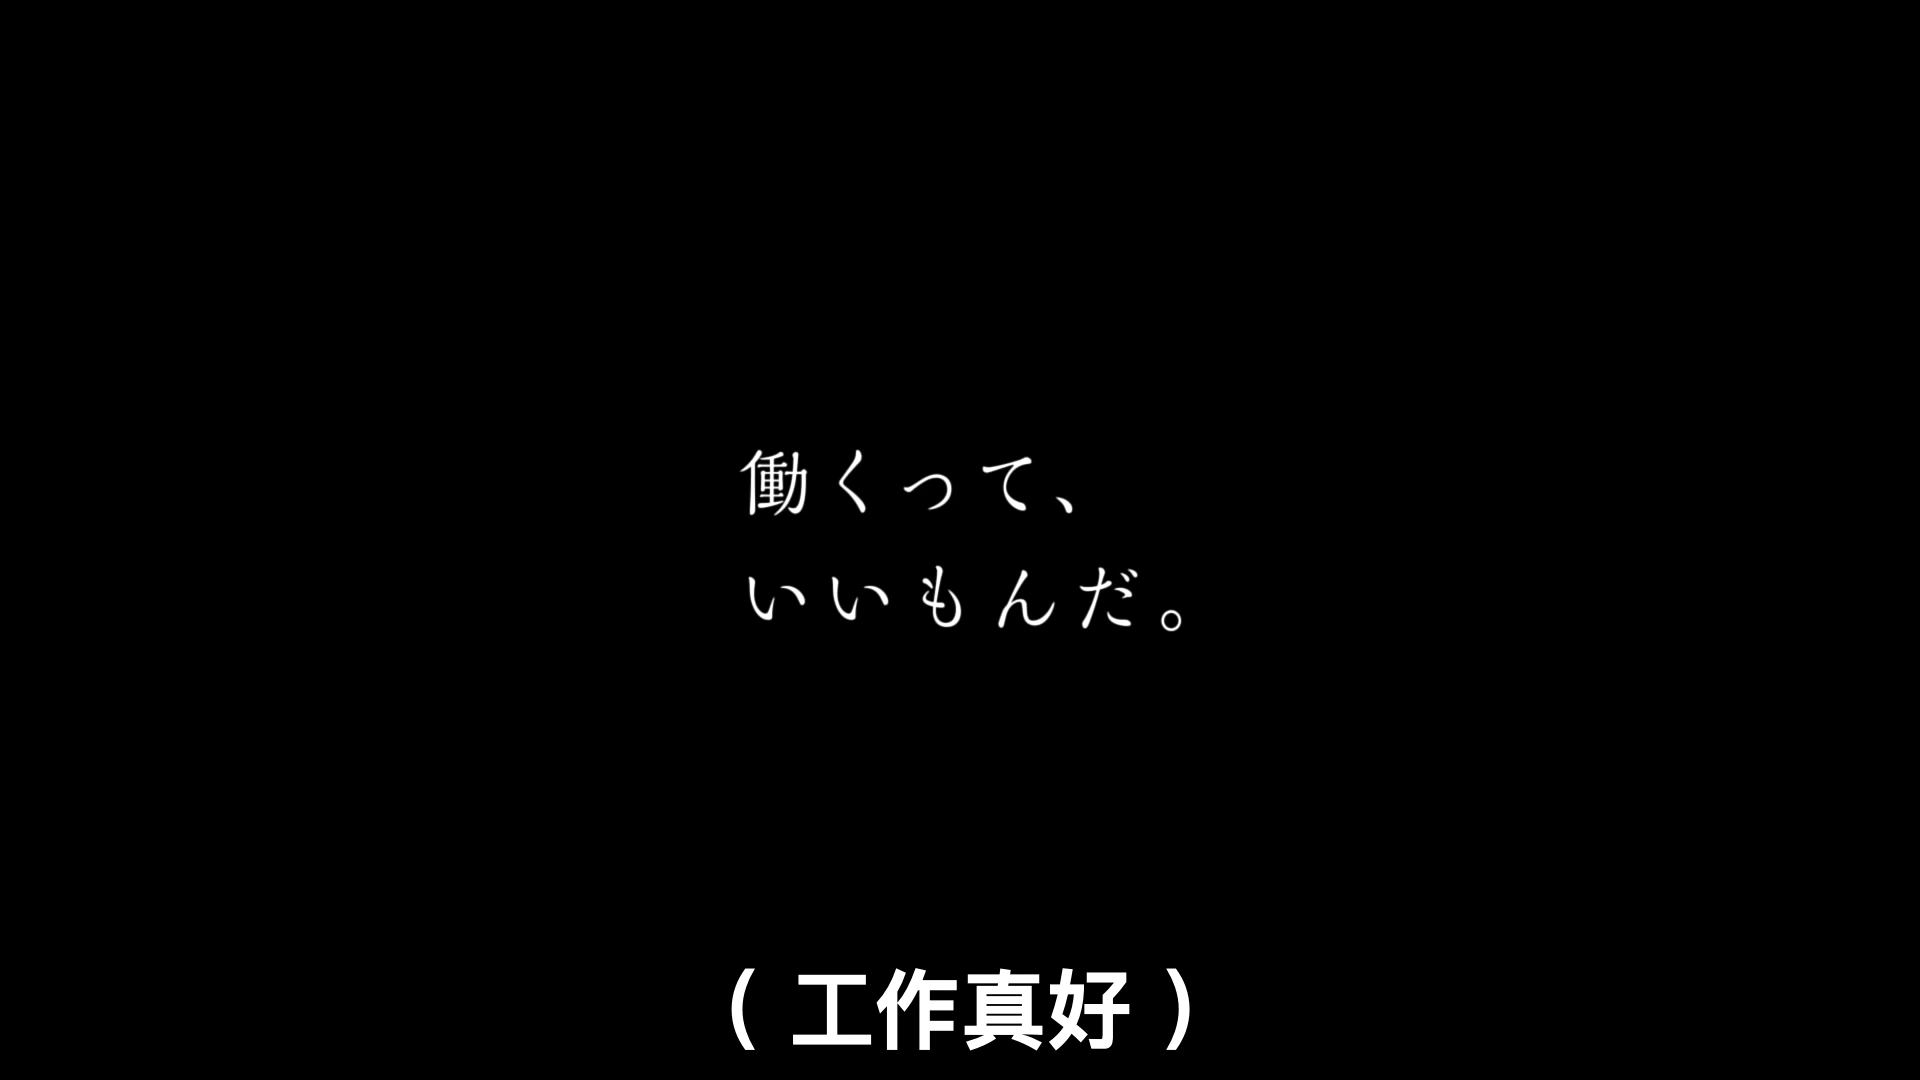 働くって、
いいもんだ。
（工作真好）